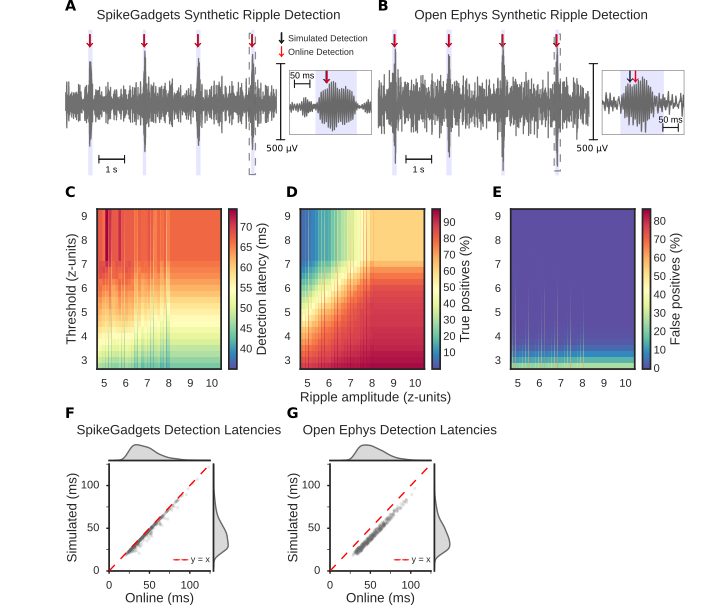 A SpikeGadgets Synthetic Ripple Detection
B Open Ephys Synthetic Ripple Detection
Simulated Detection
Online Detection
50 ms
500 μV
1 s
50 ms
500 μV
1 s
C
D
E
Threshold (z-units)
9
8
7
6
5
4
3
5 6 7 8 9 10
70
65
60
55
50
45
40
Detection latency (ms)
9
8
7
6
5
4
3
5 6 7 8 9 10
Ripple amplitude (z-units)
90
80
70
60
50
40
30
20
10
True positives (%)
9
8
7
6
5
4
3
5 6 7 8 9 10
80
70
60
50
40
30
20
10
0
False positives (%)
F
SpikeGadgets Detection Latencies
Simulated (ms)
100
50
0
0 50 100
Online (ms)
y = x
G
Open Ephys Detection Latencies
Simulated (ms)
100
50
0
0 50 100
Online (ms)
y = x